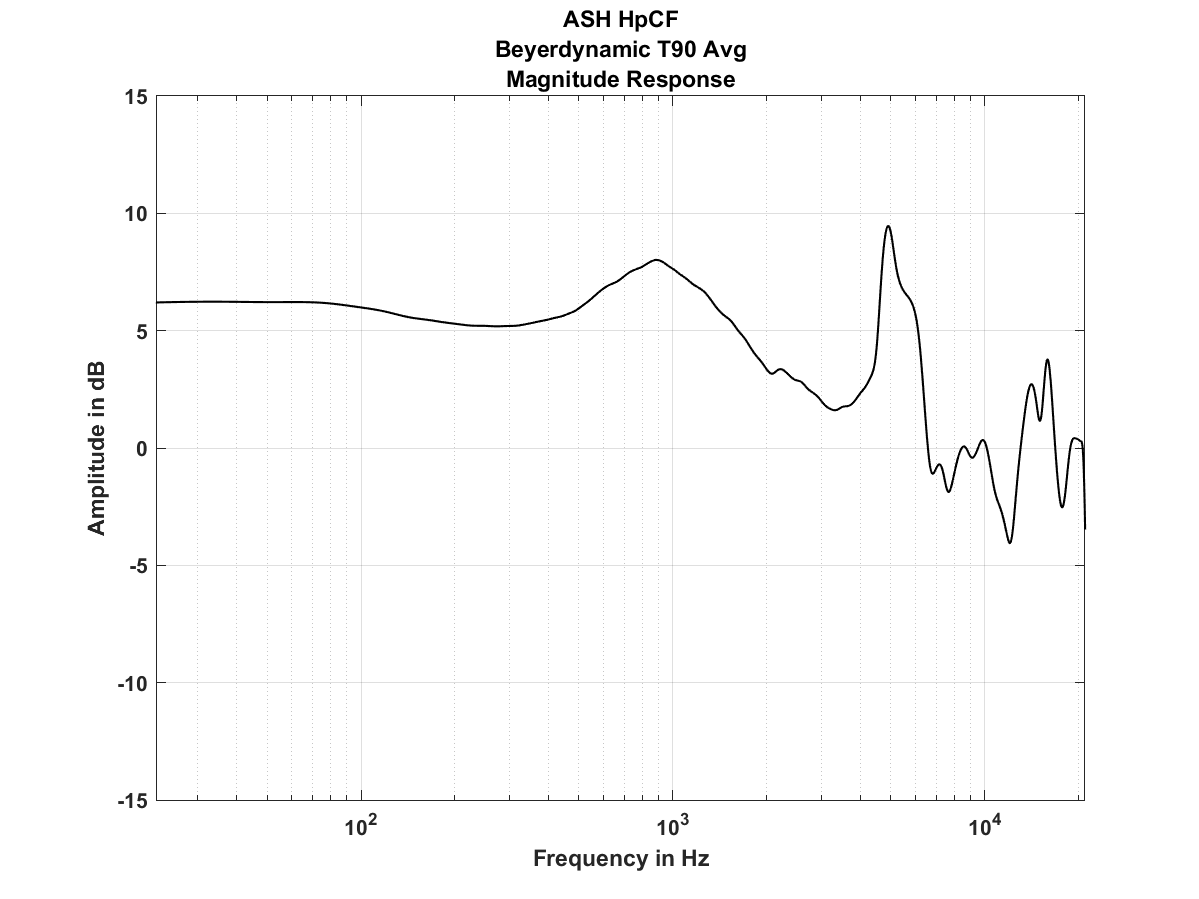 ASH HpCF
Beyerdynamic T90 Avg
Magnitude Response
15
10
5
0
-5
-10
-15
Amplitude in dB
10^2
10^3
10^4
Frequency in Hz